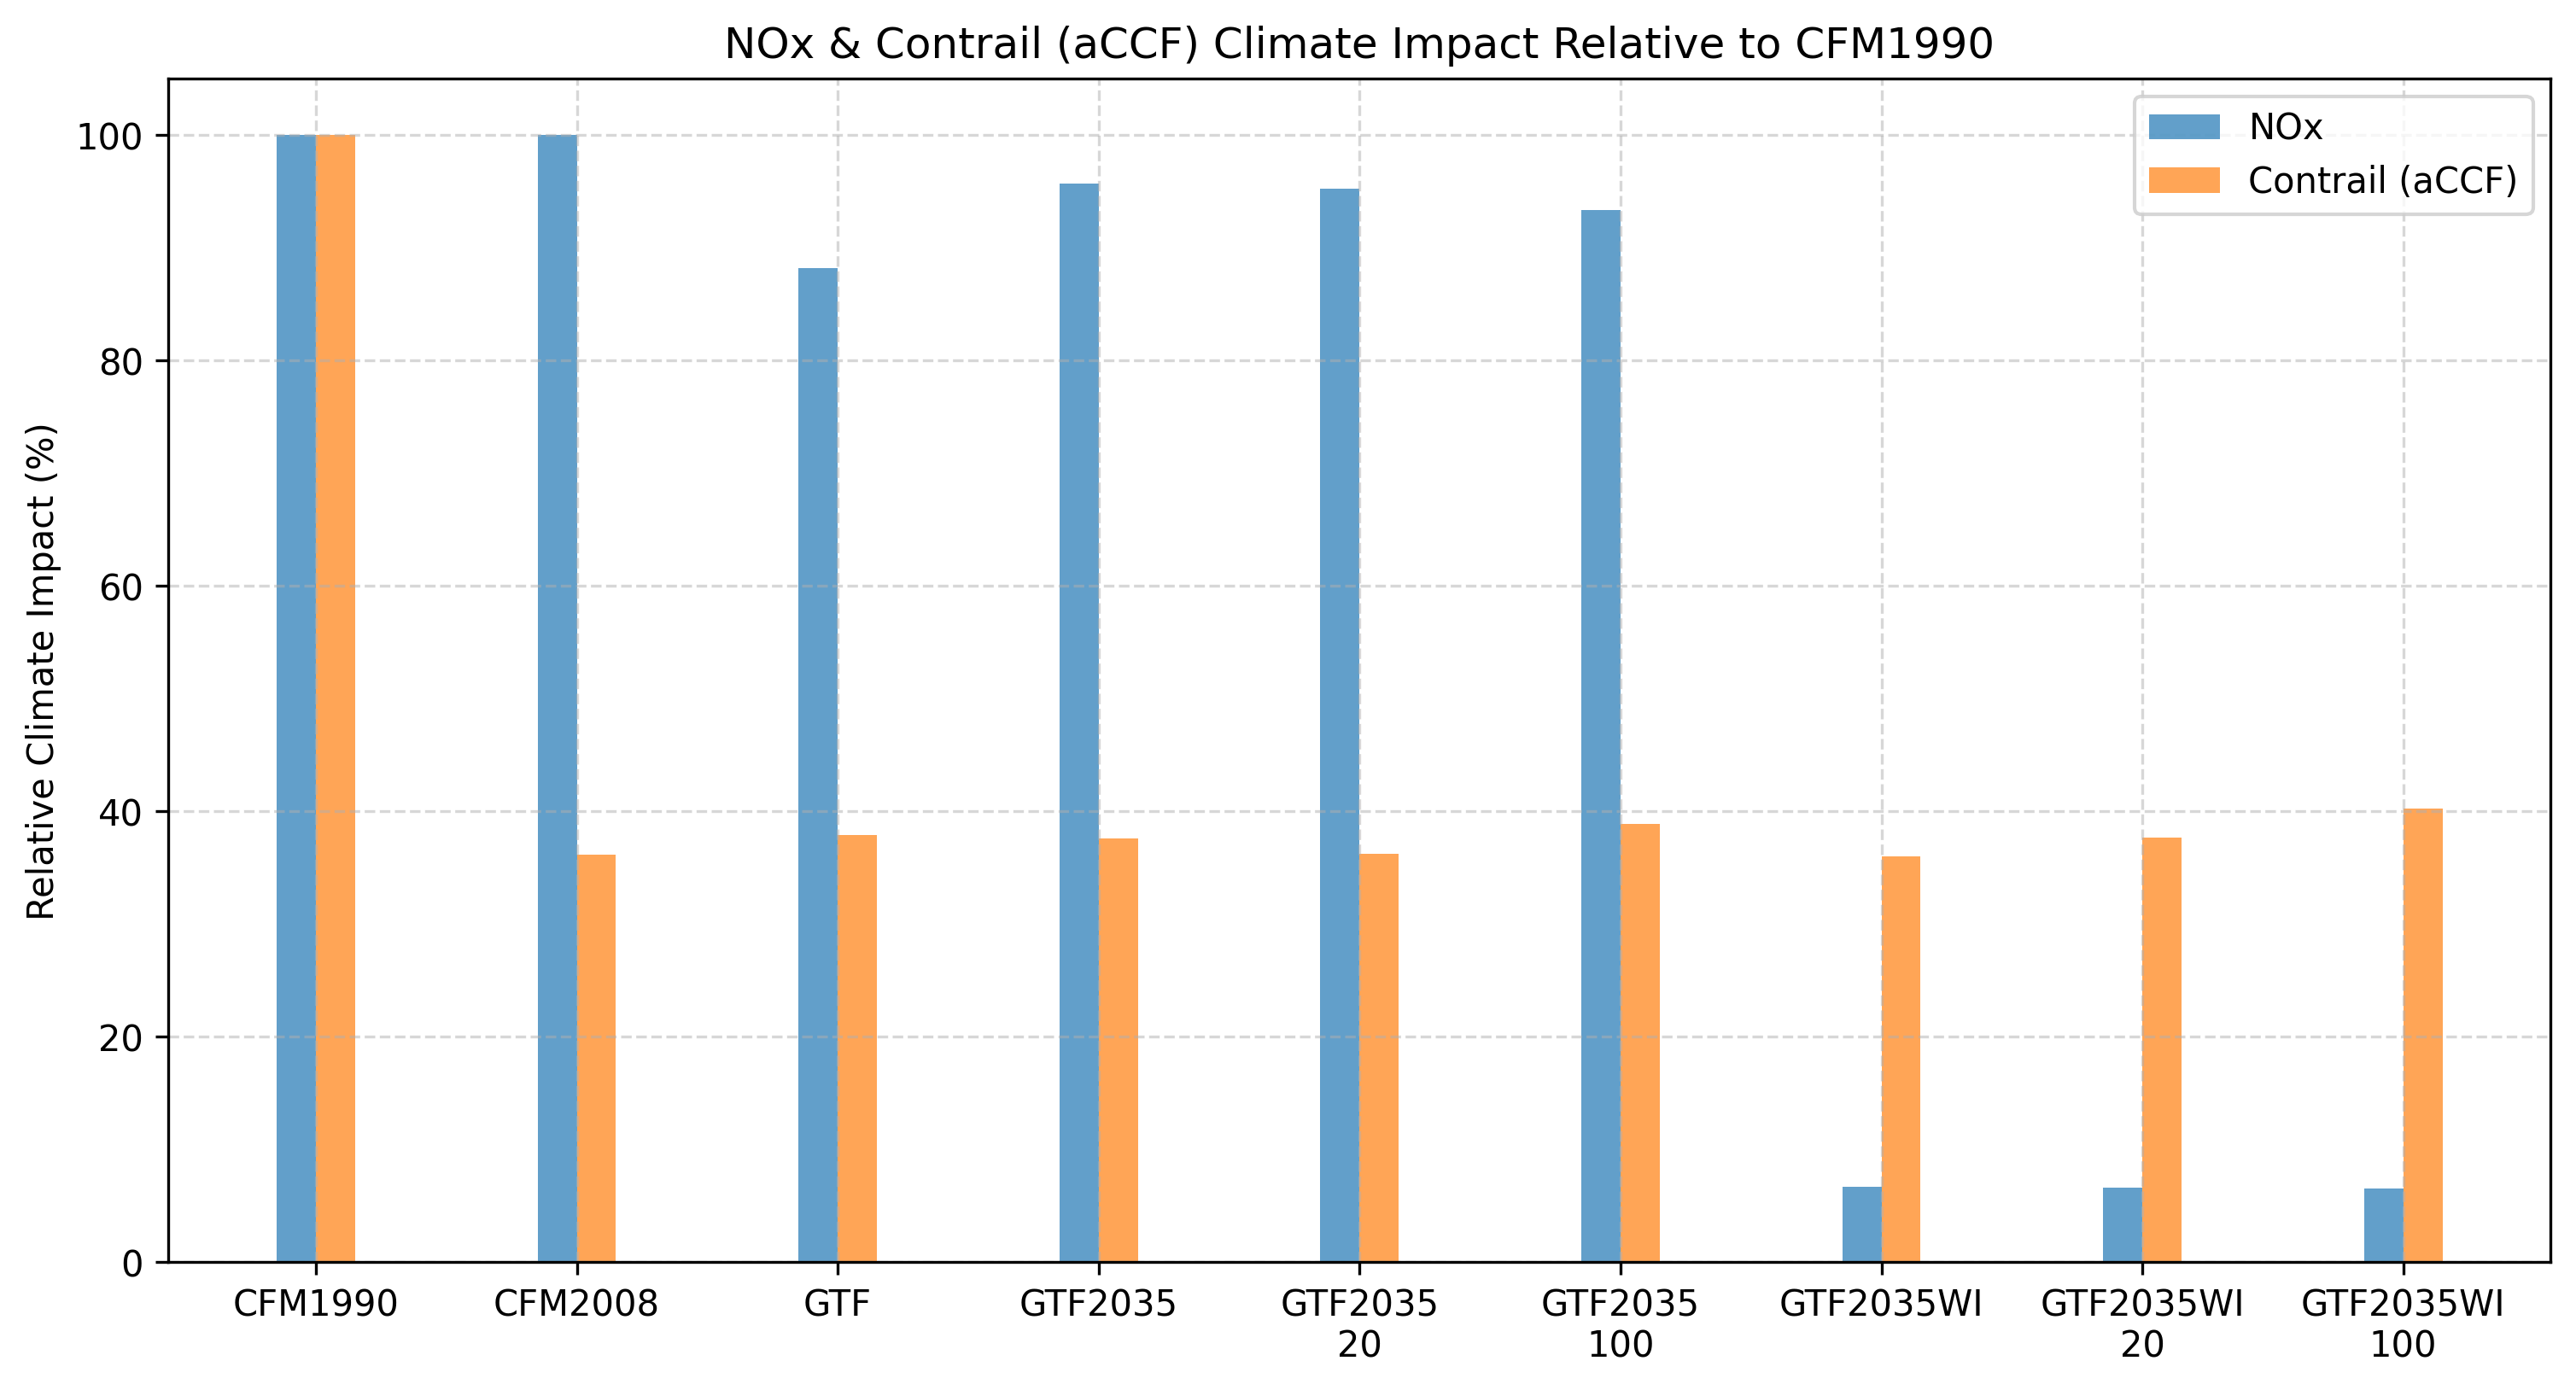 NOx & Contrail (aCCF) Climate Impact Relative to CFM1990
NOx
Contrail (aCCF)
Relative Climate Impact (%)
100
80
60
40
20
0
CFM1990
CFM2008
GTF
GTF2035
GTF2035
20
GTF2035
100
GTF2035WI
GTF2035WI
20
GTF2035WI
100